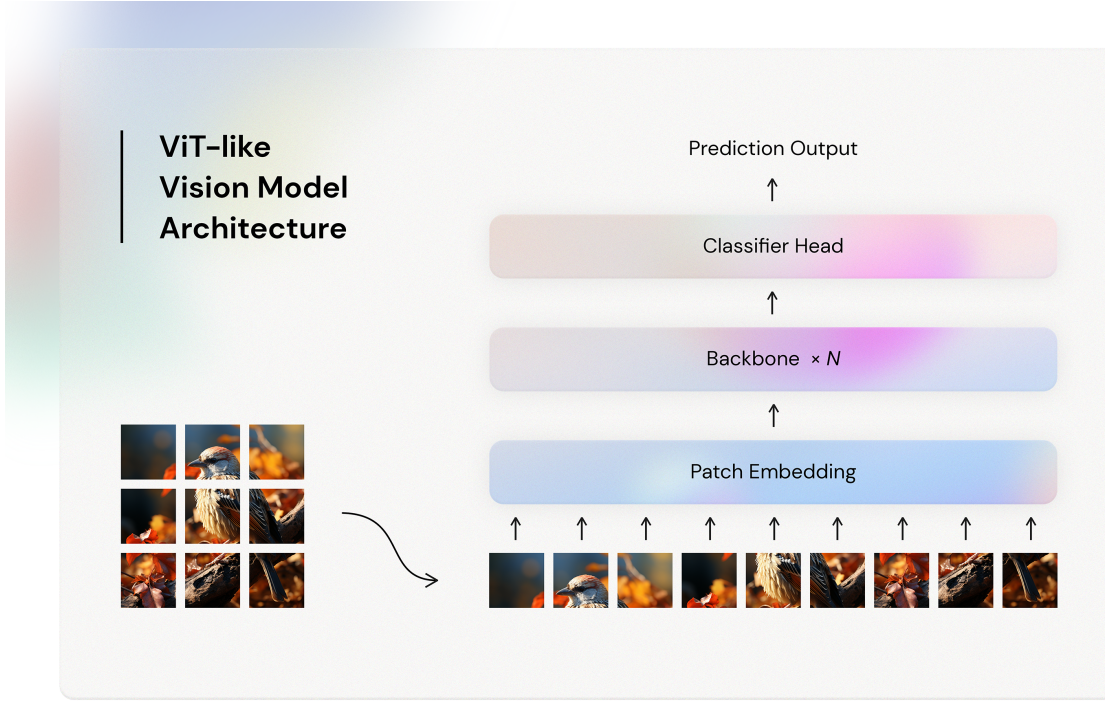 ViT-like
Vision Model
Architecture
Prediction Output
Classifier Head
Backbone × N
Patch Embedding